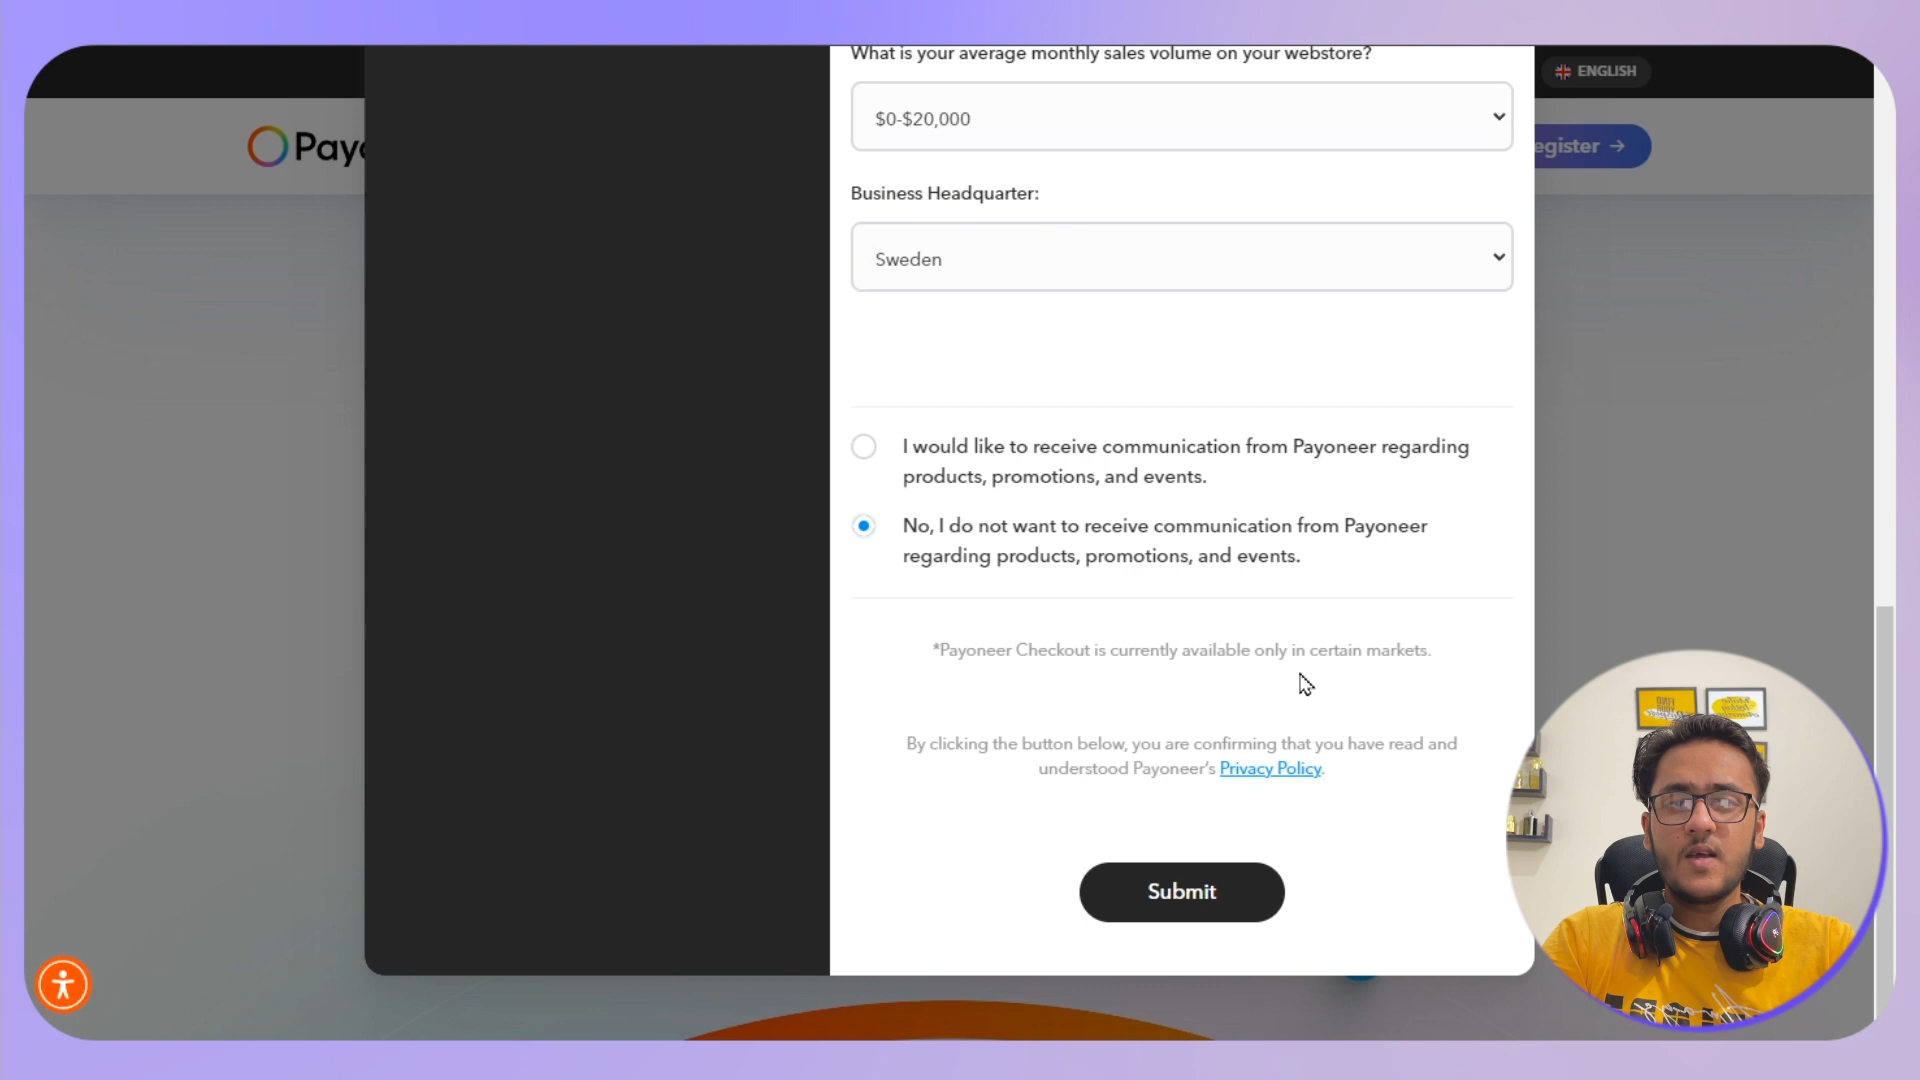 What is your average monthly sales volume on your webstore?
ENGLISH
$0-$20,000
egister →
Business Headquarter:
Sweden
I would like to receive communication from Payoneer regarding
products, promotions, and events.
No, I do not want to receive communication from Payoneer
regarding products, promotions, and events.
*Payoneer Checkout is currently available only in certain markets.
By clicking the button below, you are confirming that you have read and
understood Payoneer’s Privacy Policy.
Submit